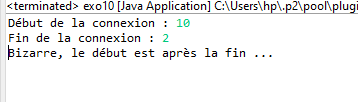 <terminated> exo10 [Java Application] C:\Users\hp\.p2\pool\plugi
Début de la connexion : 10
Fin de la connexion : 2
Bizarre, le début est après la fin ...